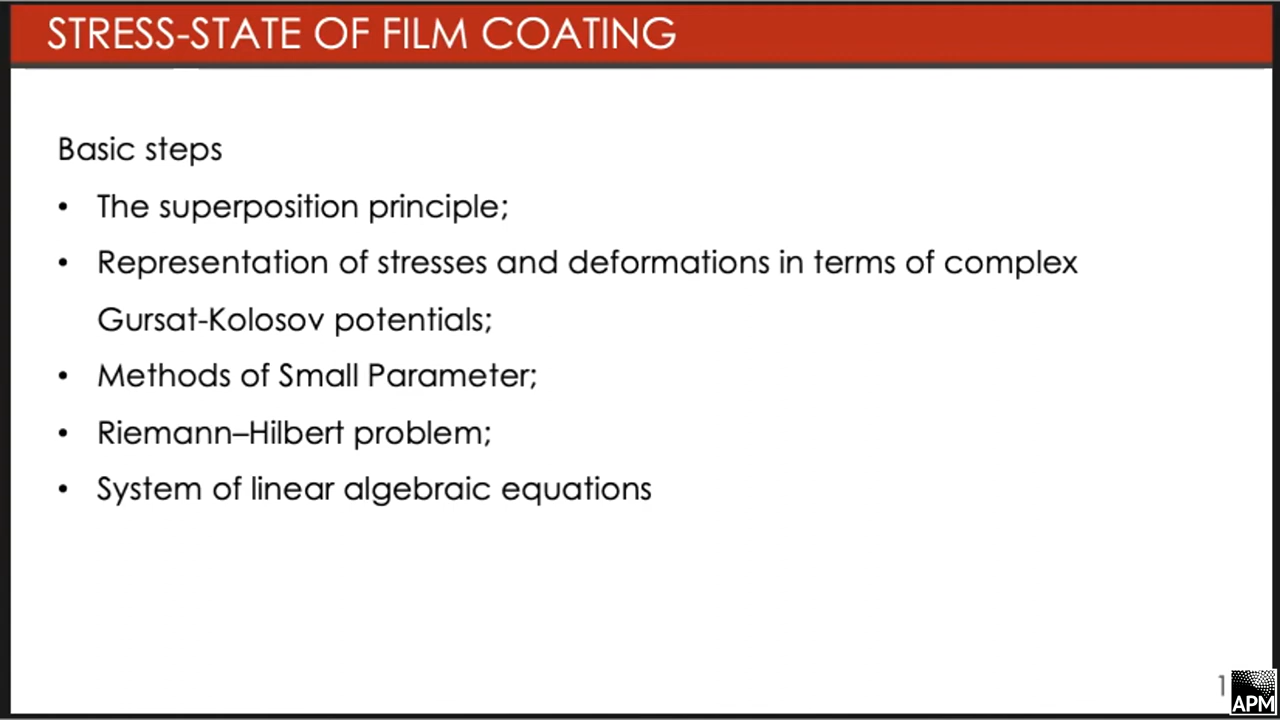 STRESS-STATE OF FILM COATING
Basic steps
• The superposition principle;
• Representation of stresses and deformations in terms of complex
Gursat-Kolosov potentials;
• Methods of Small Parameter;
• Riemann–Hilbert problem;
• System of linear algebraic equations
1
APM